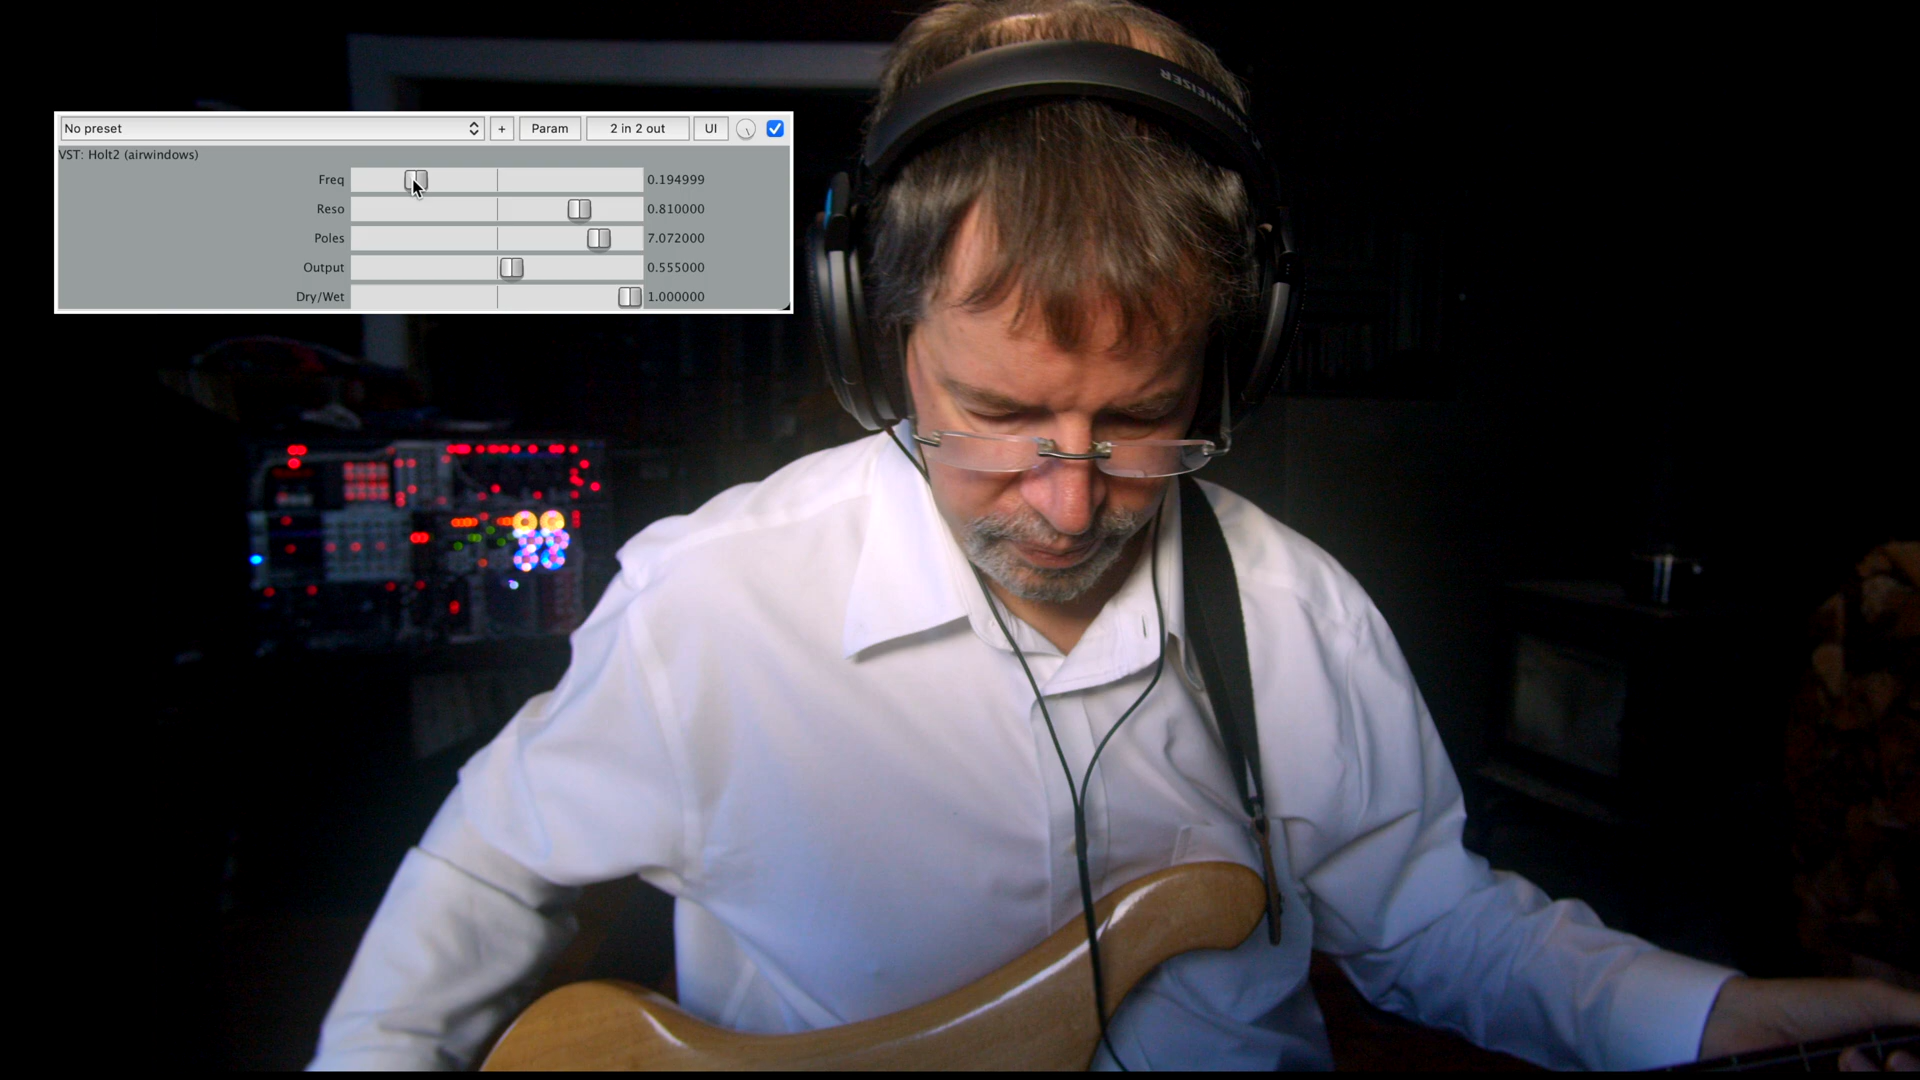 SENNHEISER
No preset + Param 2 in 2 out UI
VST: Holt2 (airwindows)
Freq 0.194999
Reso 0.810000
Poles 7.072000
Output 0.555000
Dry/Wet 1.000000